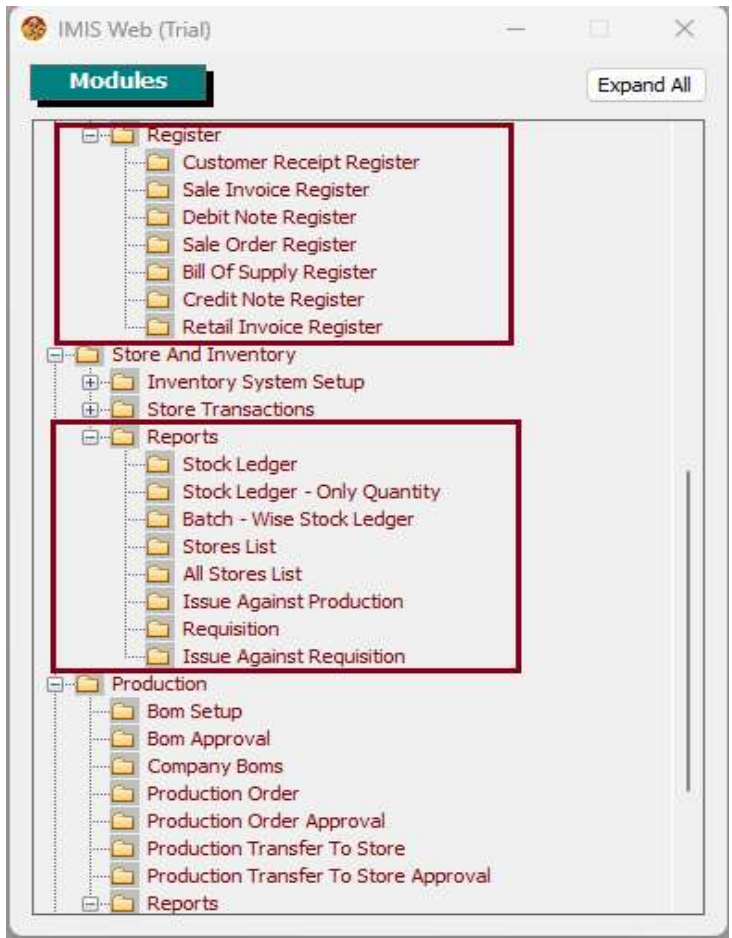 IMIS Web (Trial)
Modules
Expand All
Register
Customer Receipt Register
Sale Invoice Register
Debit Note Register
Sale Order Register
Bill Of Supply Register
Credit Note Register
Retail Invoice Register
Store And Inventory
Inventory System Setup
Store Transactions
Reports
Stock Ledger
Stock Ledger - Only Quantity
Batch - Wise Stock Ledger
Stores List
All Stores List
Issue Against Production
Requisition
Issue Against Requisition
Production
Bom Setup
Bom Approval
Company Boms
Production Order
Production Order Approval
Production Transfer To Store
Production Transfer To Store Approval
Reports